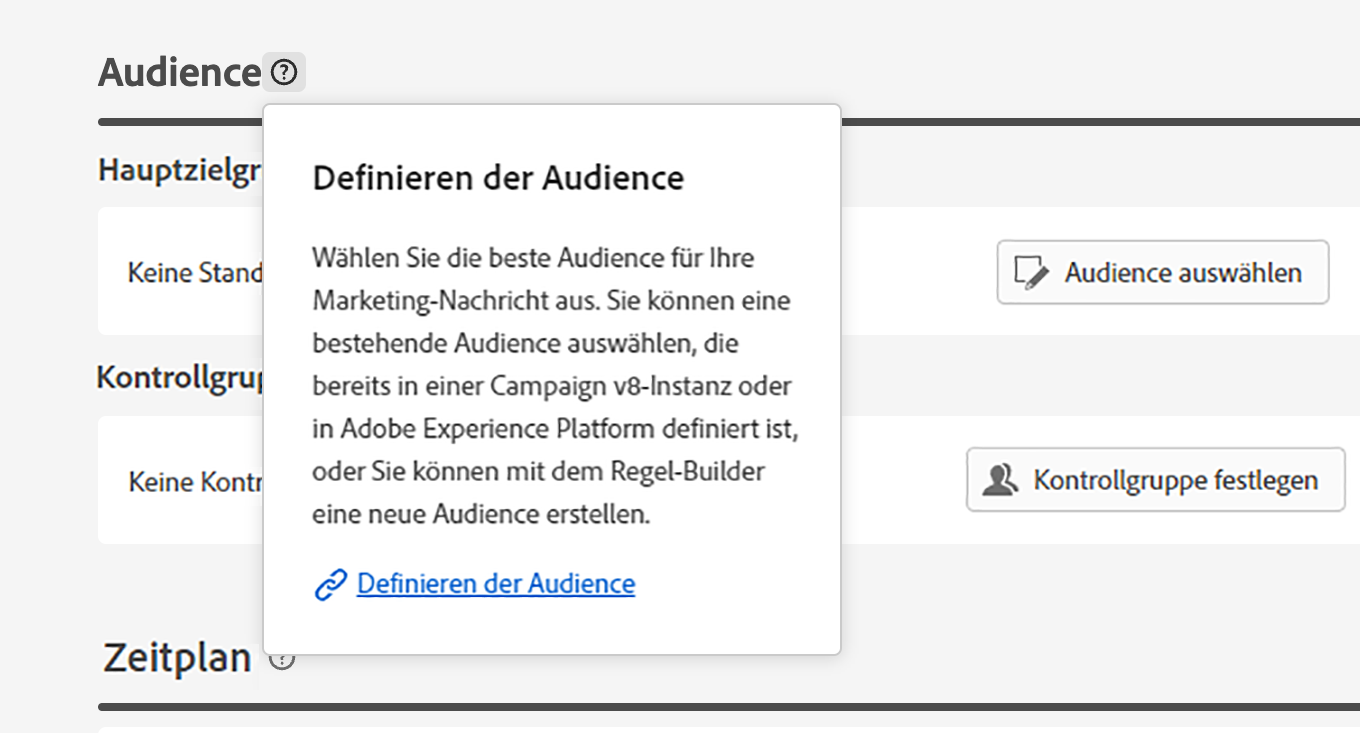 Audience
Definieren der Audience
Wählen Sie die beste Audience für Ihre
Marketing-Nachricht aus. Sie können eine
bestehende Audience auswählen, die
bereits in einer Campaign v8-Instanz oder
in Adobe Experience Platform definiert ist,
oder Sie können mit dem Regel-Builder
eine neue Audience erstellen.
Definieren der Audience
Hauptzielgr
Keine Stand
Audience auswählen
Kontrollgrup
Keine Kontr
Kontrollgruppe festlegen
Zeitplan